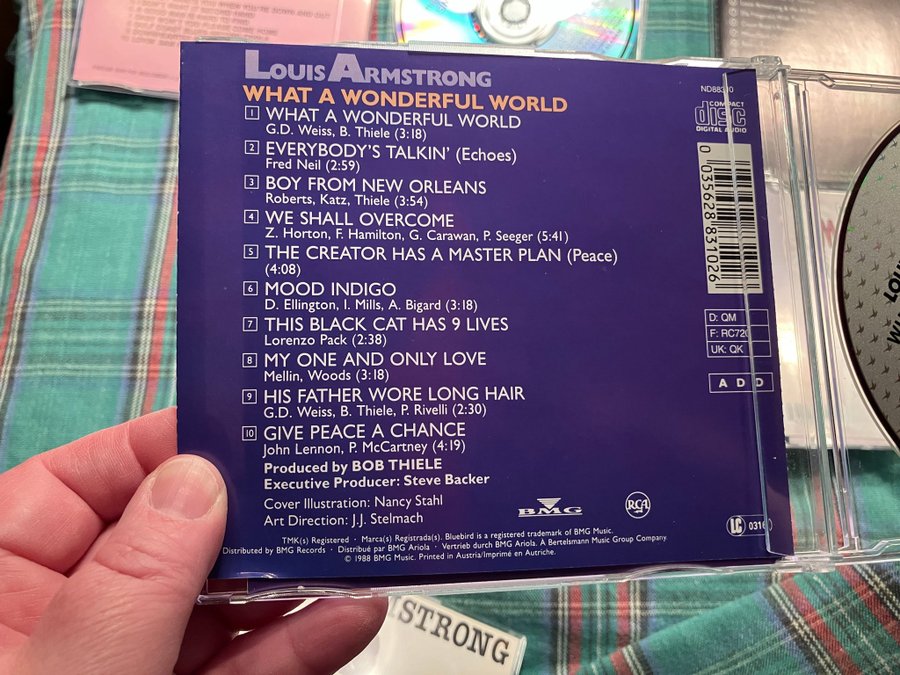 LOUIS ARMSTRONG
WHAT A WONDERFUL WORLD
1 WHAT A WONDERFUL WORLD
G.D. Weiss, B. Thiele (3:18)
2 EVERYBODY'S TALKIN' (Echoes)
Fred Neil (2:59)
3 BOY FROM NEW ORLEANS
Roberts, Katz, Thiele (3:54)
4 WE SHALL OVERCOME
Z. Horton, F. Hamilton, G. Carawan, P. Seeger (5:41)
5 THE CREATOR HAS A MASTER PLAN (Peace)
(4:08)
6 MOOD INDIGO
D. Ellington, I. Mills, A. Bigard (3:18)
7 THIS BLACK CAT HAS 9 LIVES
Lorenzo Pack (2:38)
8 MY ONE AND ONLY LOVE
Mellin, Woods (3:18)
9 HIS FATHER WORE LONG HAIR
G.D. Weiss, B. Thiele, P. Rivelli (2:30)
10 GIVE PEACE A CHANCE
John Lennon, P. McCartney (4:19)
Produced by BOB THIELE
Executive Producer: Steve Backer
Cover Illustration: Nancy Stahl
Art Direction: J.J. Stelmach
BMG
RCA
TMK(s) Registered · Marca(s) Registrada(s). Bluebird is a registered trademark of BMG Music.
Distributed by BMG Records · Distribué par BMG Ariola · Vertrieb durch BMG Ariola. A Bertelsmann Music Group Company
© 1988 BMG Music. Printed in Austria/Imprimé en Autriche.
COMPACT
disc
DIGITAL AUDIO
0 035628 831026
D: QM
F: RC720
UK: QK
A D D
LC 0316
STRONG